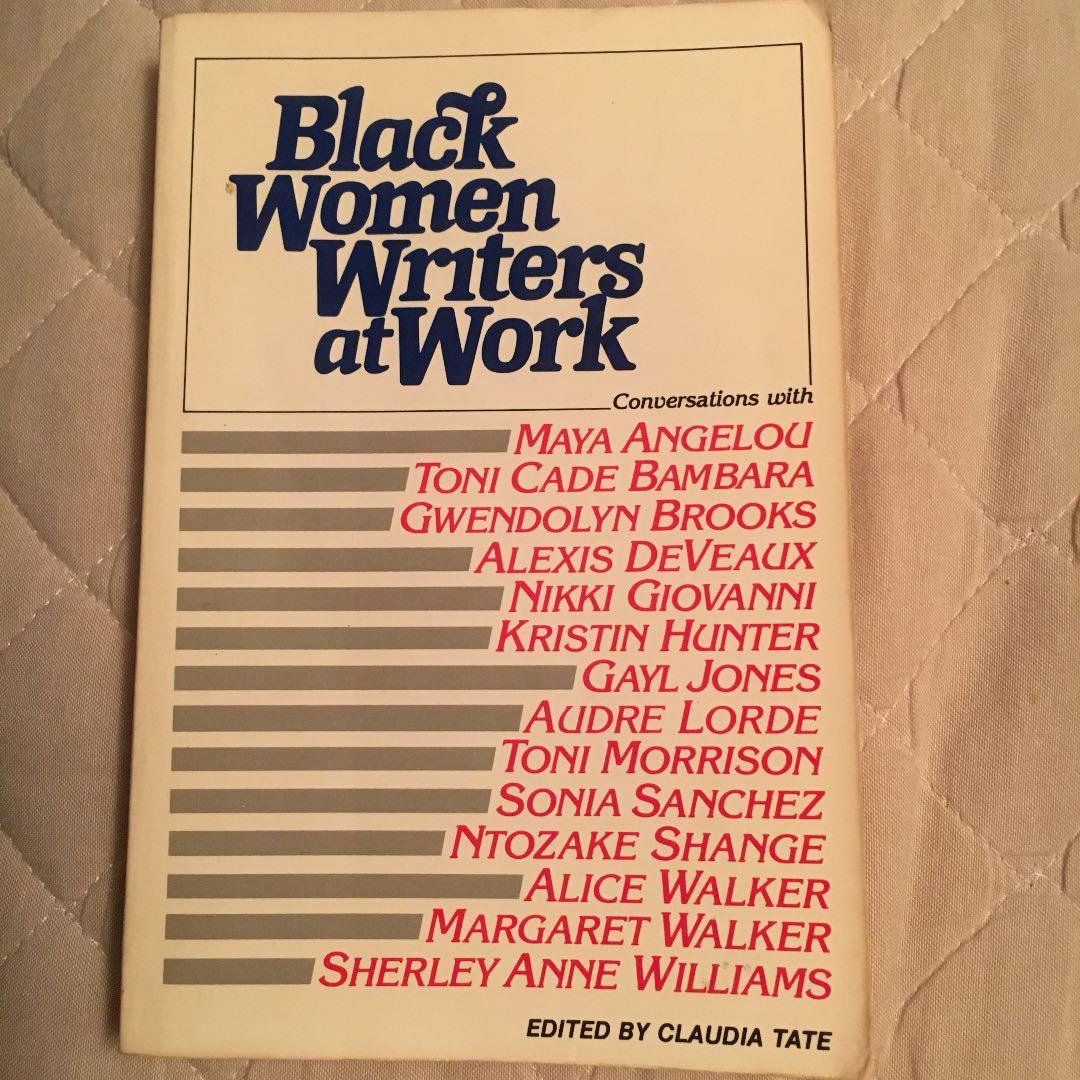 Black
Women
Writers
at Work
Conversations with
MAYA ANGELOU
TONI CADE BAMBARA
GWENDOLYN BROOKS
ALEXIS DEVEAUX
NIKKI GIOVANNI
KRISTIN HUNTER
GAYL JONES
AUDRE LORDE
TONI MORRISON
SONIA SANCHEZ
NTOZAKE SHANGE
ALICE WALKER
MARGARET WALKER
SHERLEY ANNE WILLIAMS
EDITED BY CLAUDIA TATE